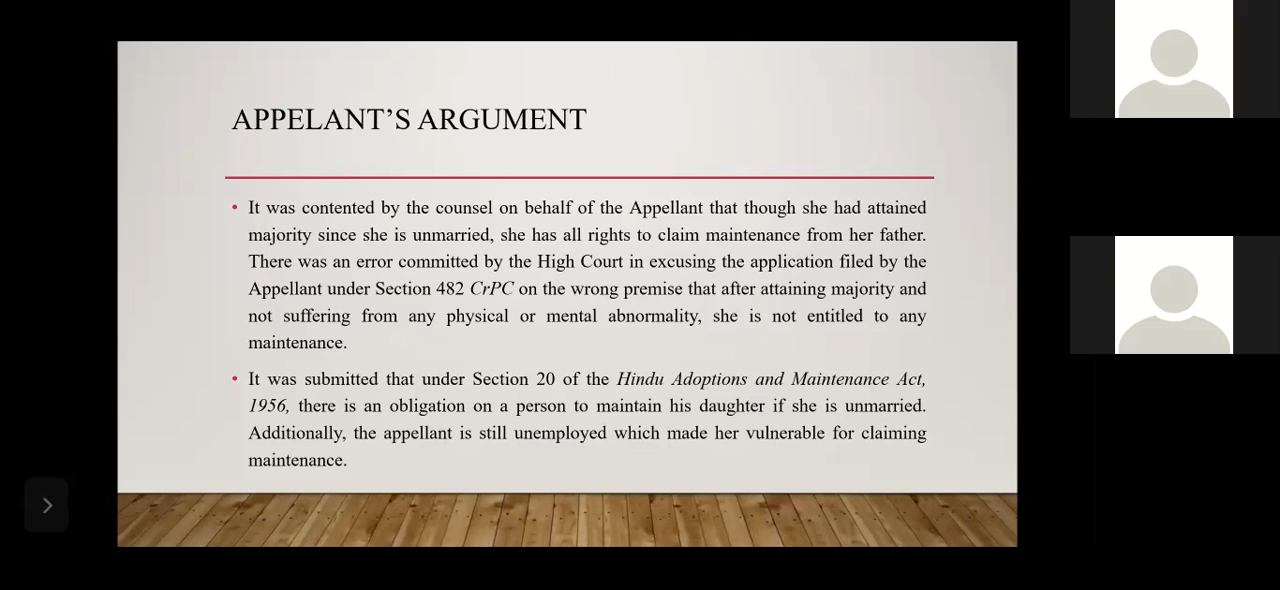 APPELANT'S ARGUMENT
• It was contented by the counsel on behalf of the Appellant that though she had attained
majority since she is unmarried, she has all rights to claim maintenance from her father.
There was an error committed by the High Court in excusing the application filed by the
Appellant under Section 482 CrPC on the wrong premise that after attaining majority and
not suffering from any physical or mental abnormality, she is not entitled to any
maintenance.
• It was submitted that under Section 20 of the Hindu Adoptions and Maintenance Act,
1956, there is an obligation on a person to maintain his daughter if she is unmarried.
Additionally, the appellant is still unemployed which made her vulnerable for claiming
maintenance.